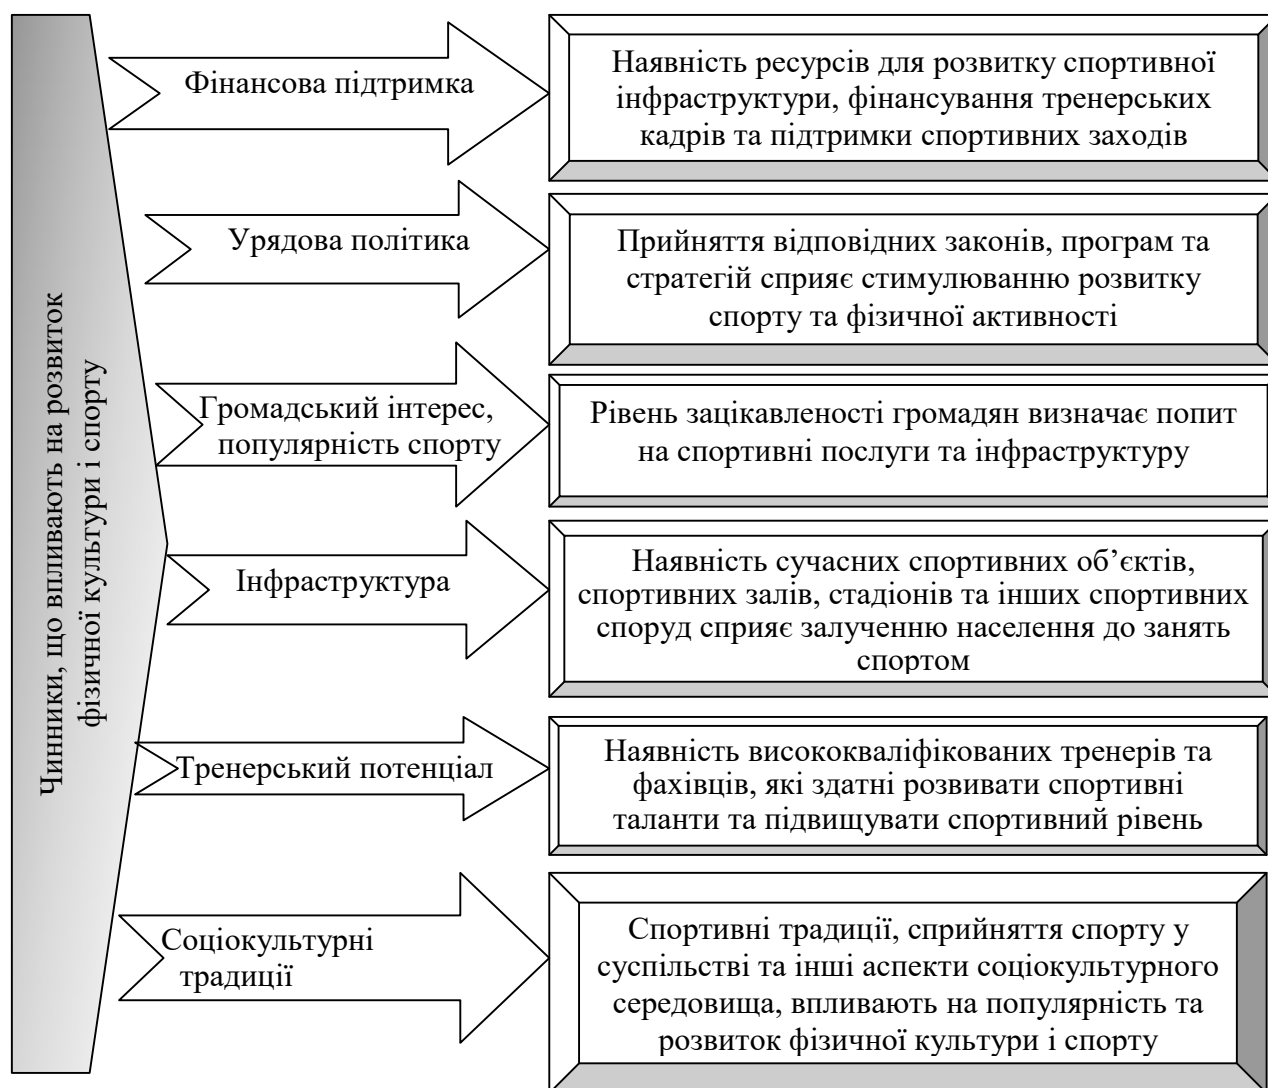 Чинники, що впливають на розвиток
фізичної культури і спорту
Фінансова підтримка
Наявність ресурсів для розвитку спортивної
інфраструктури, фінансування тренерських
кадрів та підтримки спортивних заходів
Урядова політика
Прийняття відповідних законів, програм та
стратегій сприяє стимулюванню розвитку
спорту та фізичної активності
Громадський інтерес,
популярність спорту
Рівень зацікавленості громадян визначає попит
на спортивні послуги та інфраструктуру
Інфраструктура
Наявність сучасних спортивних об’єктів,
спортивних залів, стадіонів та інших спортивних
споруд сприяє залученню населення до занять
спортом
Тренерський потенціал
Наявність висококваліфікованих тренерів та
фахівців, які здатні розвивати спортивні
таланти та підвищувати спортивний рівень
Соціокультурні
традиції
Спортивні традиції, сприйняття спорту у
суспільстві та інші аспекти соціокультурного
середовища, впливають на популярність та
розвиток фізичної культури і спорту